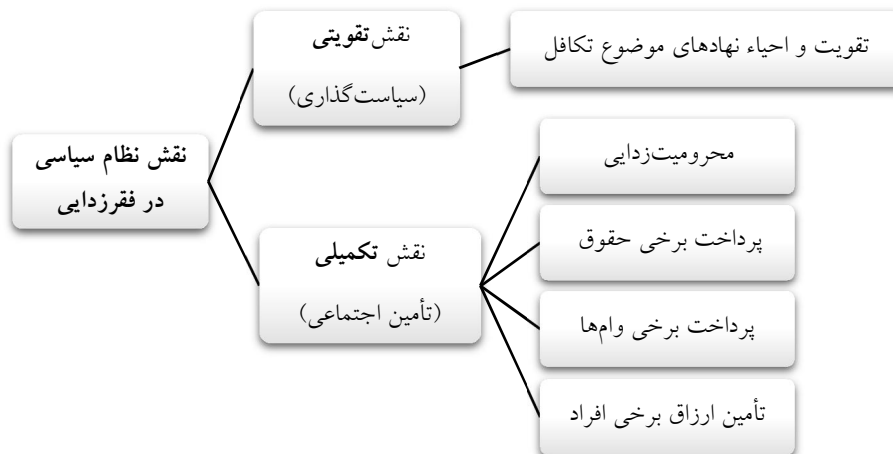 نقش نظام سیاسی
در فقرزدایی
نقش تقویتی
(سیاست‌گذاری)
تقویت و احیاء نهادهای موضوع تکافل
نقش تکمیلی
(تأمین اجتماعی)
محرومیت‌زدایی
پرداخت برخی حقوق
پرداخت برخی وام‌ها
تأمین ارزاق برخی افراد